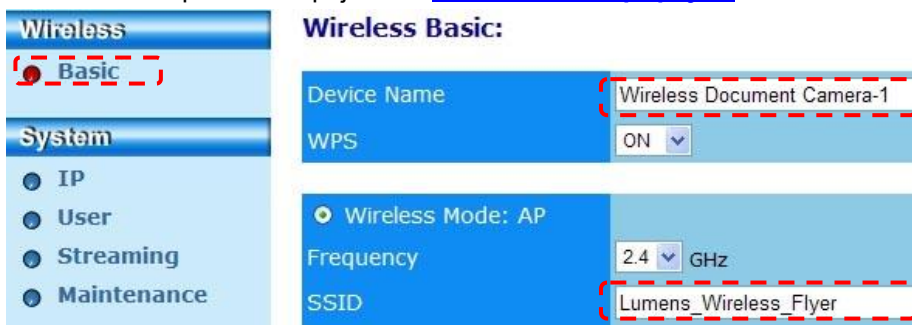 Wireless
Basic
System
IP
User
Streaming
Maintenance
Wireless Basic:
Device Name Wireless Document Camera-1
WPS ON
Wireless Mode: AP
Frequency 2.4 GHz
SSID Lumens_Wireless_Flyer